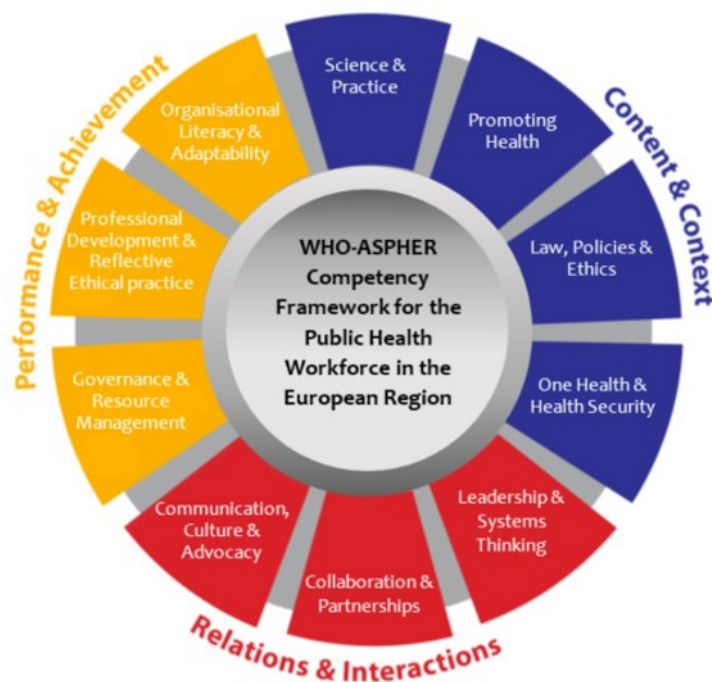 WHO-ASPHER
Competency
Framework for the
Public Health
Workforce in the
European Region
Content & Context
Science &
Practice
Promoting
Health
Law, Policies &
Ethics
One Health &
Health Security
Relations & Interactions
Leadership &
Systems
Thinking
Collaboration &
Partnerships
Communication,
Culture &
Advocacy
Performance & Achievement
Governance &
Resource
Management
Professional
Development &
Reflective
Ethical practice
Organisational
Literacy &
Adaptability